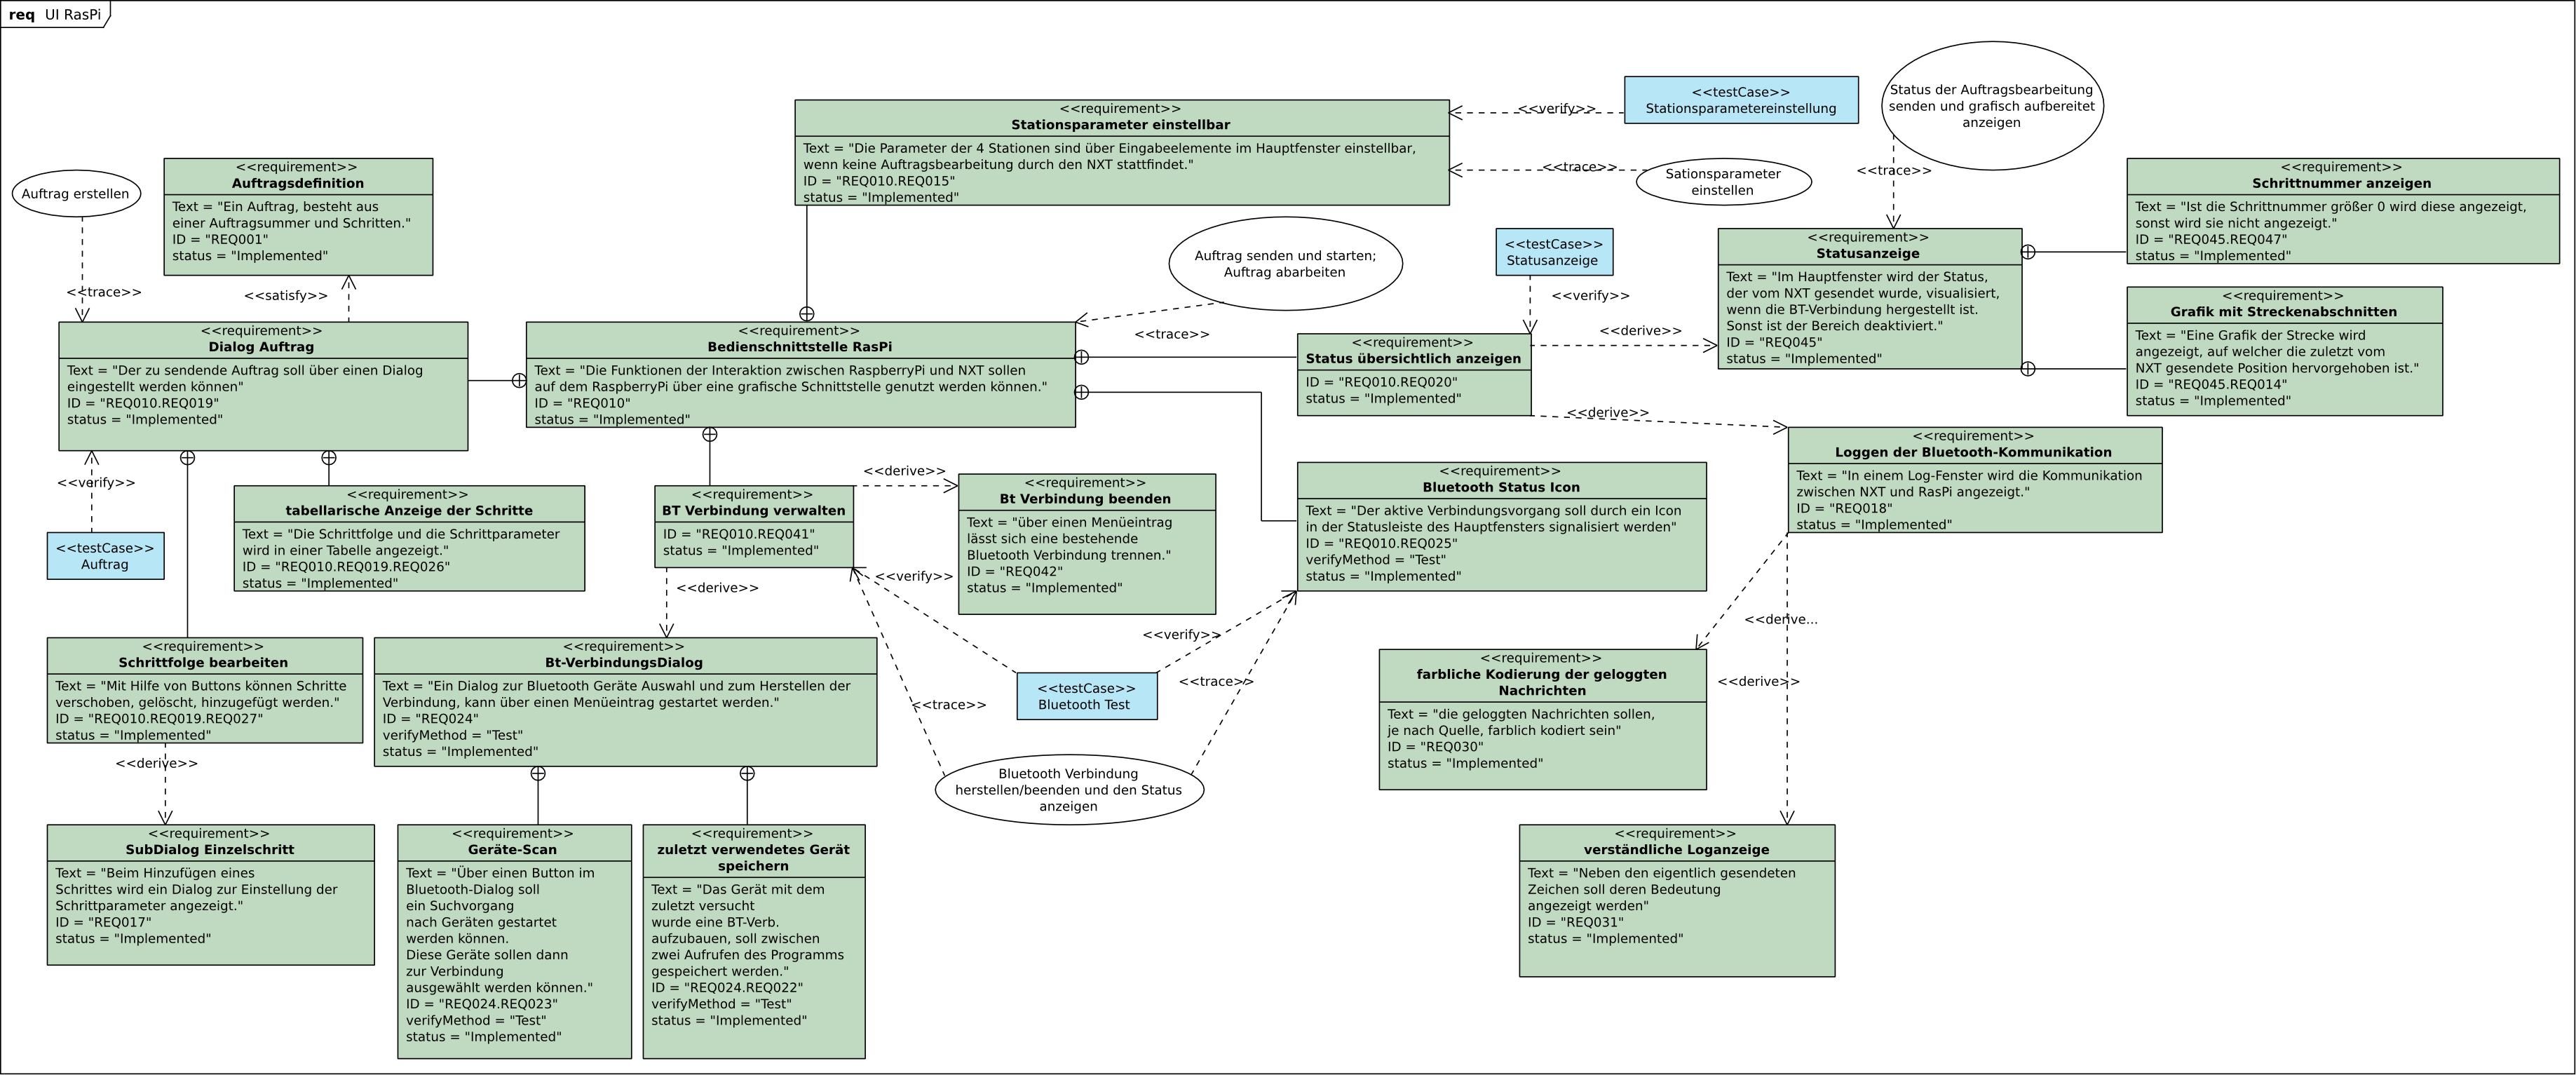 req UI RasPi
<<requirement>>
Stationsparameter einstellbar
Text = "Die Parameter der 4 Stationen sind über Eingabeelemente im Hauptfenster einstellbar,
wenn keine Auftragsbearbeitung durch den NXT stattfindet."
ID = "REQ010.REQ015"
status = "Implemented"
<<verify>>
<<testCase>>
Stationsparametereinstellung
<<trace>>
Sationsparameter
einstellen
Status der Auftragsbearbeitung
senden und grafisch aufbereitet
anzeigen
<<trace>>
Auftrag erstellen
<<trace>>
<<requirement>>
Auftragsdefinition
Text = "Ein Auftrag, besteht aus
einer Auftragsummer und Schritten."
ID = "REQ001"
status = "Implemented"
<<satisfy>>
Auftrag senden und starten;
Auftrag abarbeiten
<<trace>>
<<testCase>>
Statusanzeige
<<verify>>
<<requirement>>
Statusanzeige
Text = "Im Hauptfenster wird der Status,
der vom NXT gesendet wurde, visualisiert,
wenn die BT-Verbindung hergestellt ist.
Sonst ist der Bereich deaktiviert."
ID = "REQ045"
status = "Implemented"
<<requirement>>
Schrittnummer anzeigen
Text = "Ist die Schrittnummer größer 0 wird diese angezeigt,
sonst wird sie nicht angezeigt."
ID = "REQ045.REQ047"
status = "Implemented"
<<requirement>>
Grafik mit Streckenabschnitten
Text = "Eine Grafik der Strecke wird
angezeigt, auf welcher die zuletzt vom
NXT gesendete Position hervorgehoben ist."
ID = "REQ045.REQ014"
status = "Implemented"
<<requirement>>
Dialog Auftrag
Text = "Der zu sendende Auftrag soll über einen Dialog
eingestellt werden können"
ID = "REQ010.REQ019"
status = "Implemented"
<<requirement>>
Bedienschnittstelle RasPi
Text = "Die Funktionen der Interaktion zwischen RaspberryPi und NXT sollen
auf dem RaspberryPi über eine grafische Schnittstelle genutzt werden können."
ID = "REQ010"
status = "Implemented"
<<requirement>>
Status übersichtlich anzeigen
ID = "REQ010.REQ020"
status = "Implemented"
<<derive>>
<<derive>>
<<requirement>>
Loggen der Bluetooth-Kommunikation
Text = "In einem Log-Fenster wird die Kommunikation
zwischen NXT und RasPi angezeigt."
ID = "REQ018"
status = "Implemented"
<<verify>>
<<testCase>>
Auftrag
<<requirement>>
tabellarische Anzeige der Schritte
Text = "Die Schrittfolge und die Schrittparameter
wird in einer Tabelle angezeigt."
ID = "REQ010.REQ019.REQ026"
status = "Implemented"
<<requirement>>
BT Verbindung verwalten
ID = "REQ010.REQ041"
status = "Implemented"
<<derive>>
<<requirement>>
Bt Verbindung beenden
Text = "über einen Menüeintrag
lässt sich eine bestehende
Bluetooth Verbindung trennen."
ID = "REQ042"
status = "Implemented"
<<requirement>>
Bluetooth Status Icon
Text = "Der aktive Verbindungsvorgang soll durch ein Icon
in der Statusleiste des Hauptfensters signalisiert werden"
ID = "REQ010.REQ025"
verifyMethod = "Test"
status = "Implemented"
<<derive>>
<<verify>>
<<verify>>
<<trace>>
<<trace>>
<<testCase>>
Bluetooth Test
<<derive...
<<derive>>
<<requirement>>
Schrittfolge bearbeiten
Text = "Mit Hilfe von Buttons können Schritte
verschoben, gelöscht, hinzugefügt werden."
ID = "REQ010.REQ019.REQ027"
status = "Implemented"
<<derive>>
<<requirement>>
Bt-VerbindungsDialog
Text = "Ein Dialog zur Bluetooth Geräte Auswahl und zum Herstellen der
Verbindung, kann über einen Menüeintrag gestartet werden."
ID = "REQ024"
verifyMethod = "Test"
status = "Implemented"
Bluetooth Verbindung
herstellen/beenden und den Status
anzeigen
<<requirement>>
farbliche Kodierung der geloggten
Nachrichten
Text = "die geloggten Nachrichten sollen,
je nach Quelle, farblich kodiert sein"
ID = "REQ030"
status = "Implemented"
<<requirement>>
SubDialog Einzelschritt
Text = "Beim Hinzufügen eines
Schrittes wird ein Dialog zur Einstellung der
Schrittparameter angezeigt."
ID = "REQ017"
status = "Implemented"
<<requirement>>
Geräte-Scan
Text = "Über einen Button im
Bluetooth-Dialog soll
ein Suchvorgang
nach Geräten gestartet
werden können.
Diese Geräte sollen dann
zur Verbindung
ausgewählt werden können."
ID = "REQ024.REQ023"
verifyMethod = "Test"
status = "Implemented"
<<requirement>>
zuletzt verwendetes Gerät
speichern
Text = "Das Gerät mit dem
zuletzt versucht
wurde eine BT-Verb.
aufzubauen, soll zwischen
zwei Aufrufen des Programms
gespeichert werden."
ID = "REQ024.REQ022"
verifyMethod = "Test"
status = "Implemented"
<<requirement>>
verständliche Loganzeige
Text = "Neben den eigentlich gesendeten
Zeichen soll deren Bedeutung
angezeigt werden"
ID = "REQ031"
status = "Implemented"